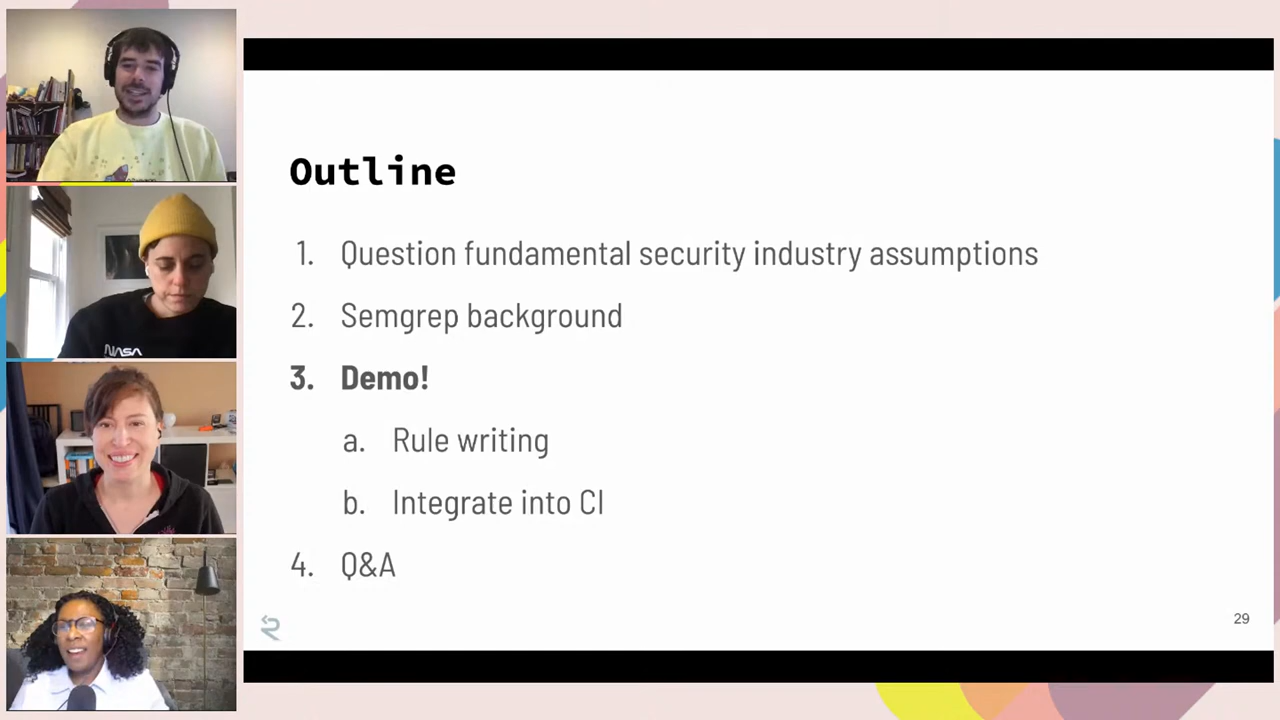 Outline
1. Question fundamental security industry assumptions
2. Semgrep background
3. Demo!
a. Rule writing
b. Integrate into CI
4. Q&A
29
NASA